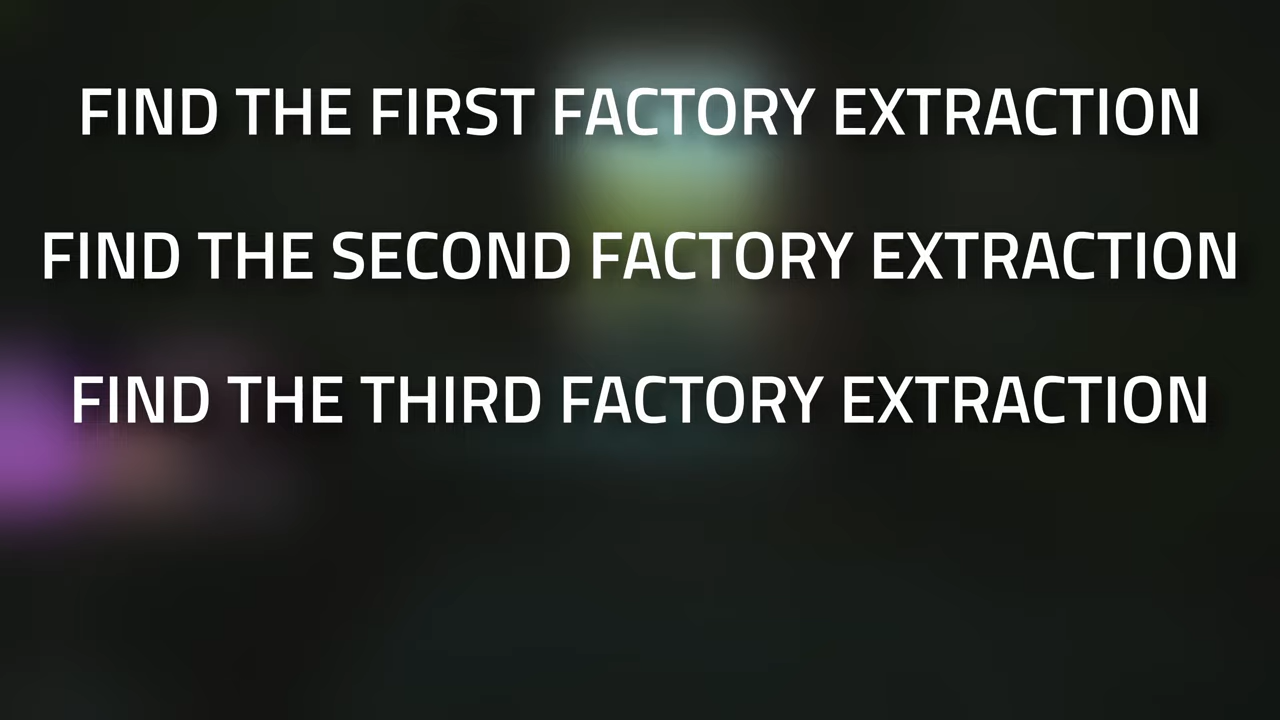 FIND THE FIRST FACTORY EXTRACTION
FIND THE SECOND FACTORY EXTRACTION
FIND THE THIRD FACTORY EXTRACTION